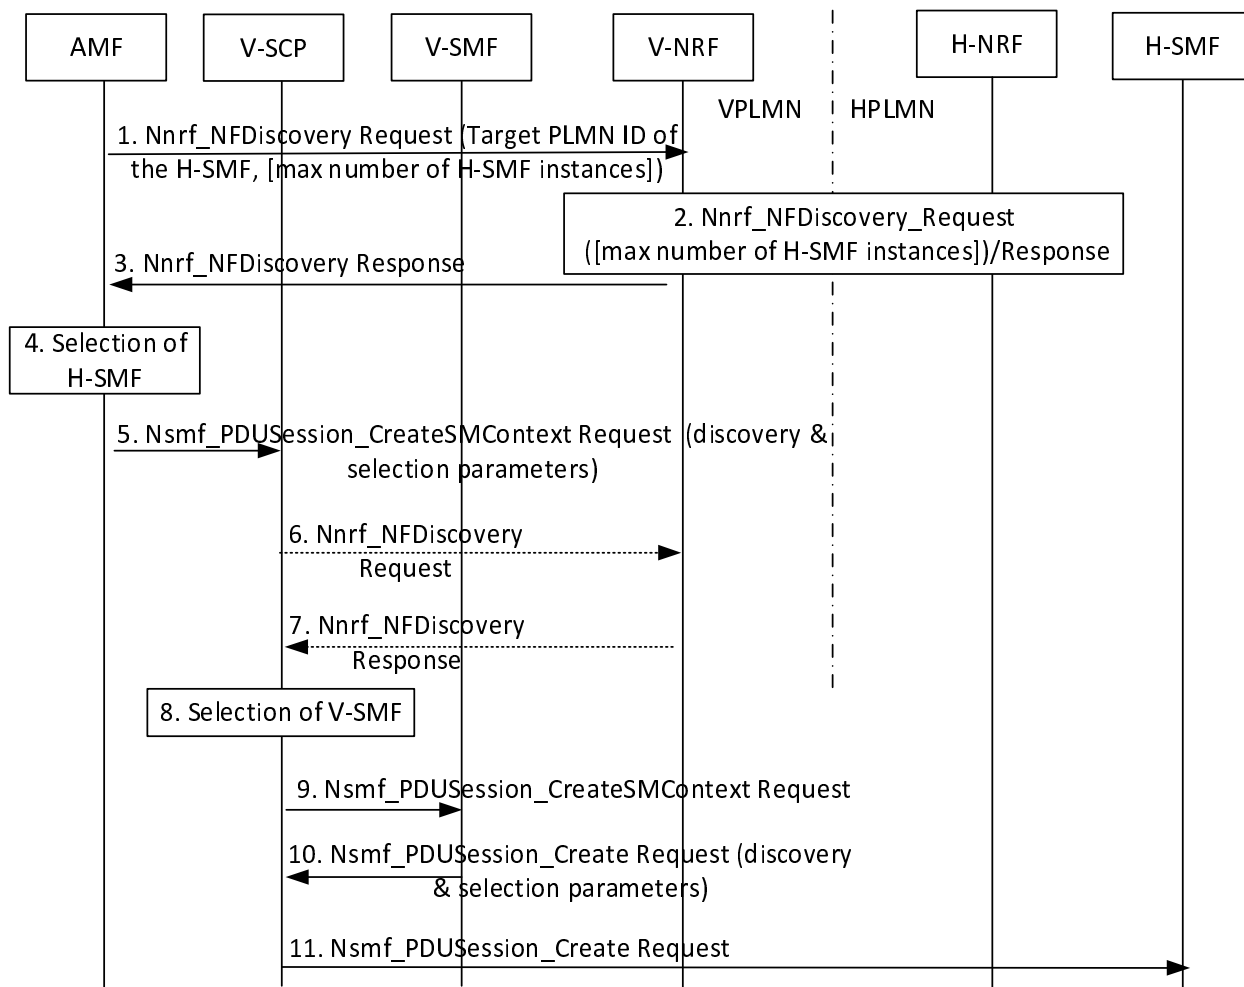 AMF
V-SCP
V-SMF
V-NRF
H-NRF
H-SMF
VPLMN
HPLMN
1. Nnrf_NFDiscovery Request (Target PLMN ID of
the H-SMF, [max number of H-SMF instances])
2. Nnrf_NFDiscovery_Request
([max number of H-SMF instances])/Response
3. Nnrf_NFDiscovery Response
4. Selection of
H-SMF
5. Nsmf_PDUSession_CreateSMContext Request (discovery &
selection parameters)
6. Nnrf_NFDiscovery
Request
7. Nnrf_NFDiscovery
Response
8. Selection of V-SMF
9. Nsmf_PDUSession_CreateSMContext Request
10. Nsmf_PDUSession_Create Request (discovery
& selection parameters)
11. Nsmf_PDUSession_Create Request